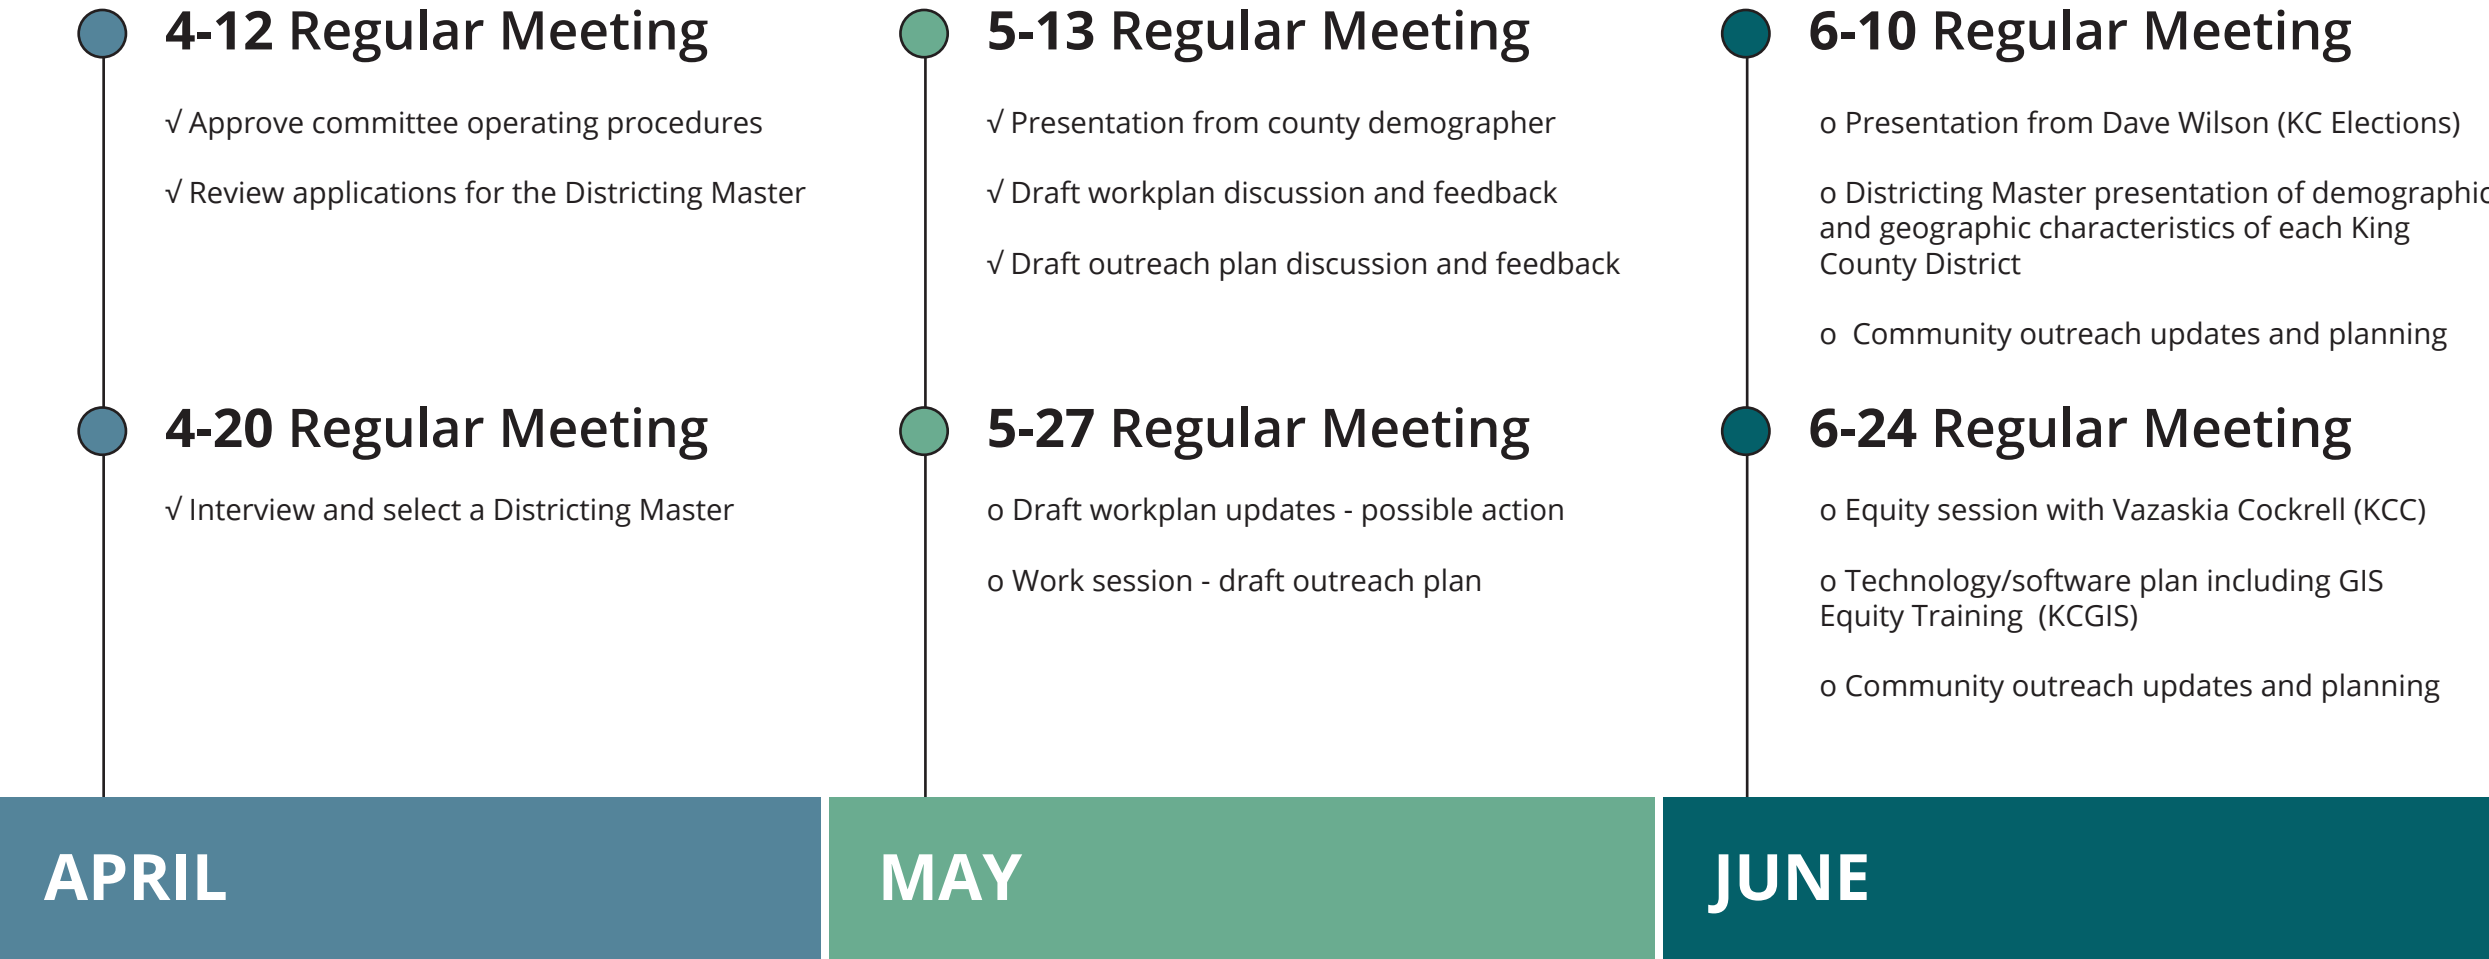 4-12 Regular Meeting
√ Approve committee operating procedures
√ Review applications for the Districting Master
4-20 Regular Meeting
√ Interview and select a Districting Master
APRIL
5-13 Regular Meeting
√ Presentation from county demographer
√ Draft workplan discussion and feedback
√ Draft outreach plan discussion and feedback
5-27 Regular Meeting
o Draft workplan updates - possible action
o Work session - draft outreach plan
MAY
6-10 Regular Meeting
o Presentation from Dave Wilson (KC Elections)
o Districting Master presentation of demographic
and geographic characteristics of each King
County District
o  Community outreach updates and planning
6-24 Regular Meeting
o Equity session with Vazaskia Cockrell (KCC)
o Technology/software plan including GIS
Equity Training  (KCGIS)
o Community outreach updates and planning
JUNE